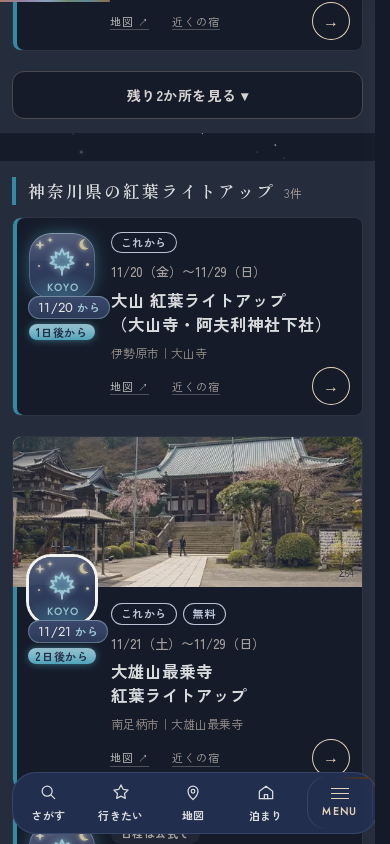 地図 ↗ 近くの宿 →
残り2か所を見る ▾
神奈川県の紅葉ライトアップ 3件
これから
11/20（金）〜11/29（日）
KOYO
11/20 から
1日後から
大山 紅葉ライトアップ
（大山寺・阿夫利神社下社）
伊勢原市｜大山寺
地図 ↗ 近くの宿 →
KOYO
これから 無料
11/21 から
11/21（土）〜11/29（日）
2日後から
大雄山最乗寺
紅葉ライトアップ
南足柄市｜大雄山最乗寺
地図 ↗ 近くの宿 →
さがす 行きたい 地図 泊まり MENU
日程は公式で